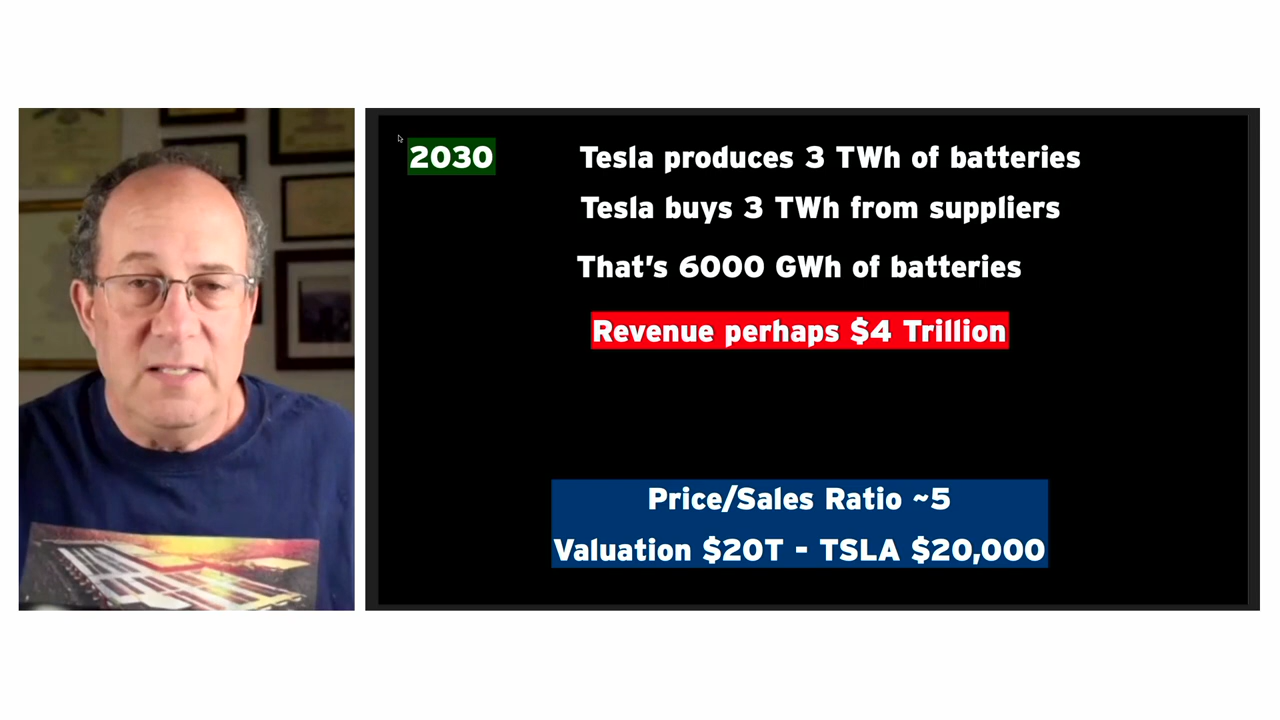 2030
Tesla produces 3 TWh of batteries
Tesla buys 3 TWh from suppliers
That's 6000 GWh of batteries
Revenue perhaps $4 Trillion
Price/Sales Ratio ~5
Valuation $20T - TSLA $20,000